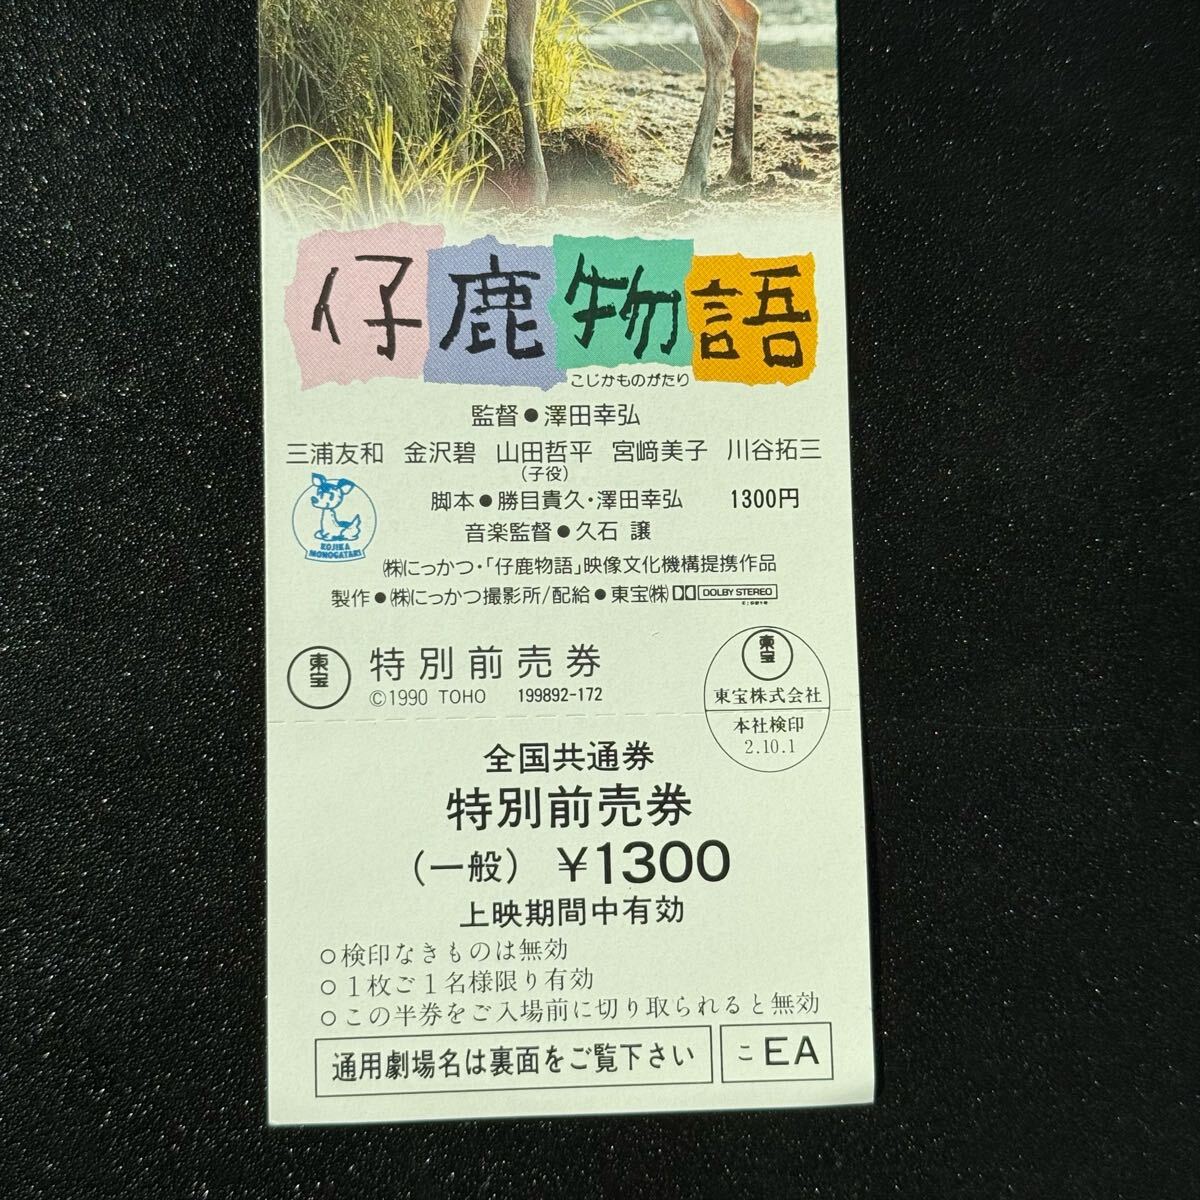 仔鹿物語
こじかものがたり
監督●澤田幸弘
三浦友和 金沢碧 山田哲平 宮﨑美子 川谷拓三
(子役)
脚本●勝目貴久・澤田幸弘 1300円
音楽監督●久石 譲
KOJIKA
MONOGATARI
㈱にっかつ・「仔鹿物語」映像文化機構提携作品
製作●㈱にっかつ撮影所/配給●東宝㈱ DOLBY STEREO
東宝
特別前売券
©1990 TOHO 199892-172
東宝
東宝株式会社
本社検印
2.10.1
全国共通券
特別前売券
(一般) ¥1300
上映期間中有効
○検印なきものは無効
○1枚ご1名様限り有効
○この半券をご入場前に切り取られると無効
通用劇場名は裏面をご覧下さい
こEA